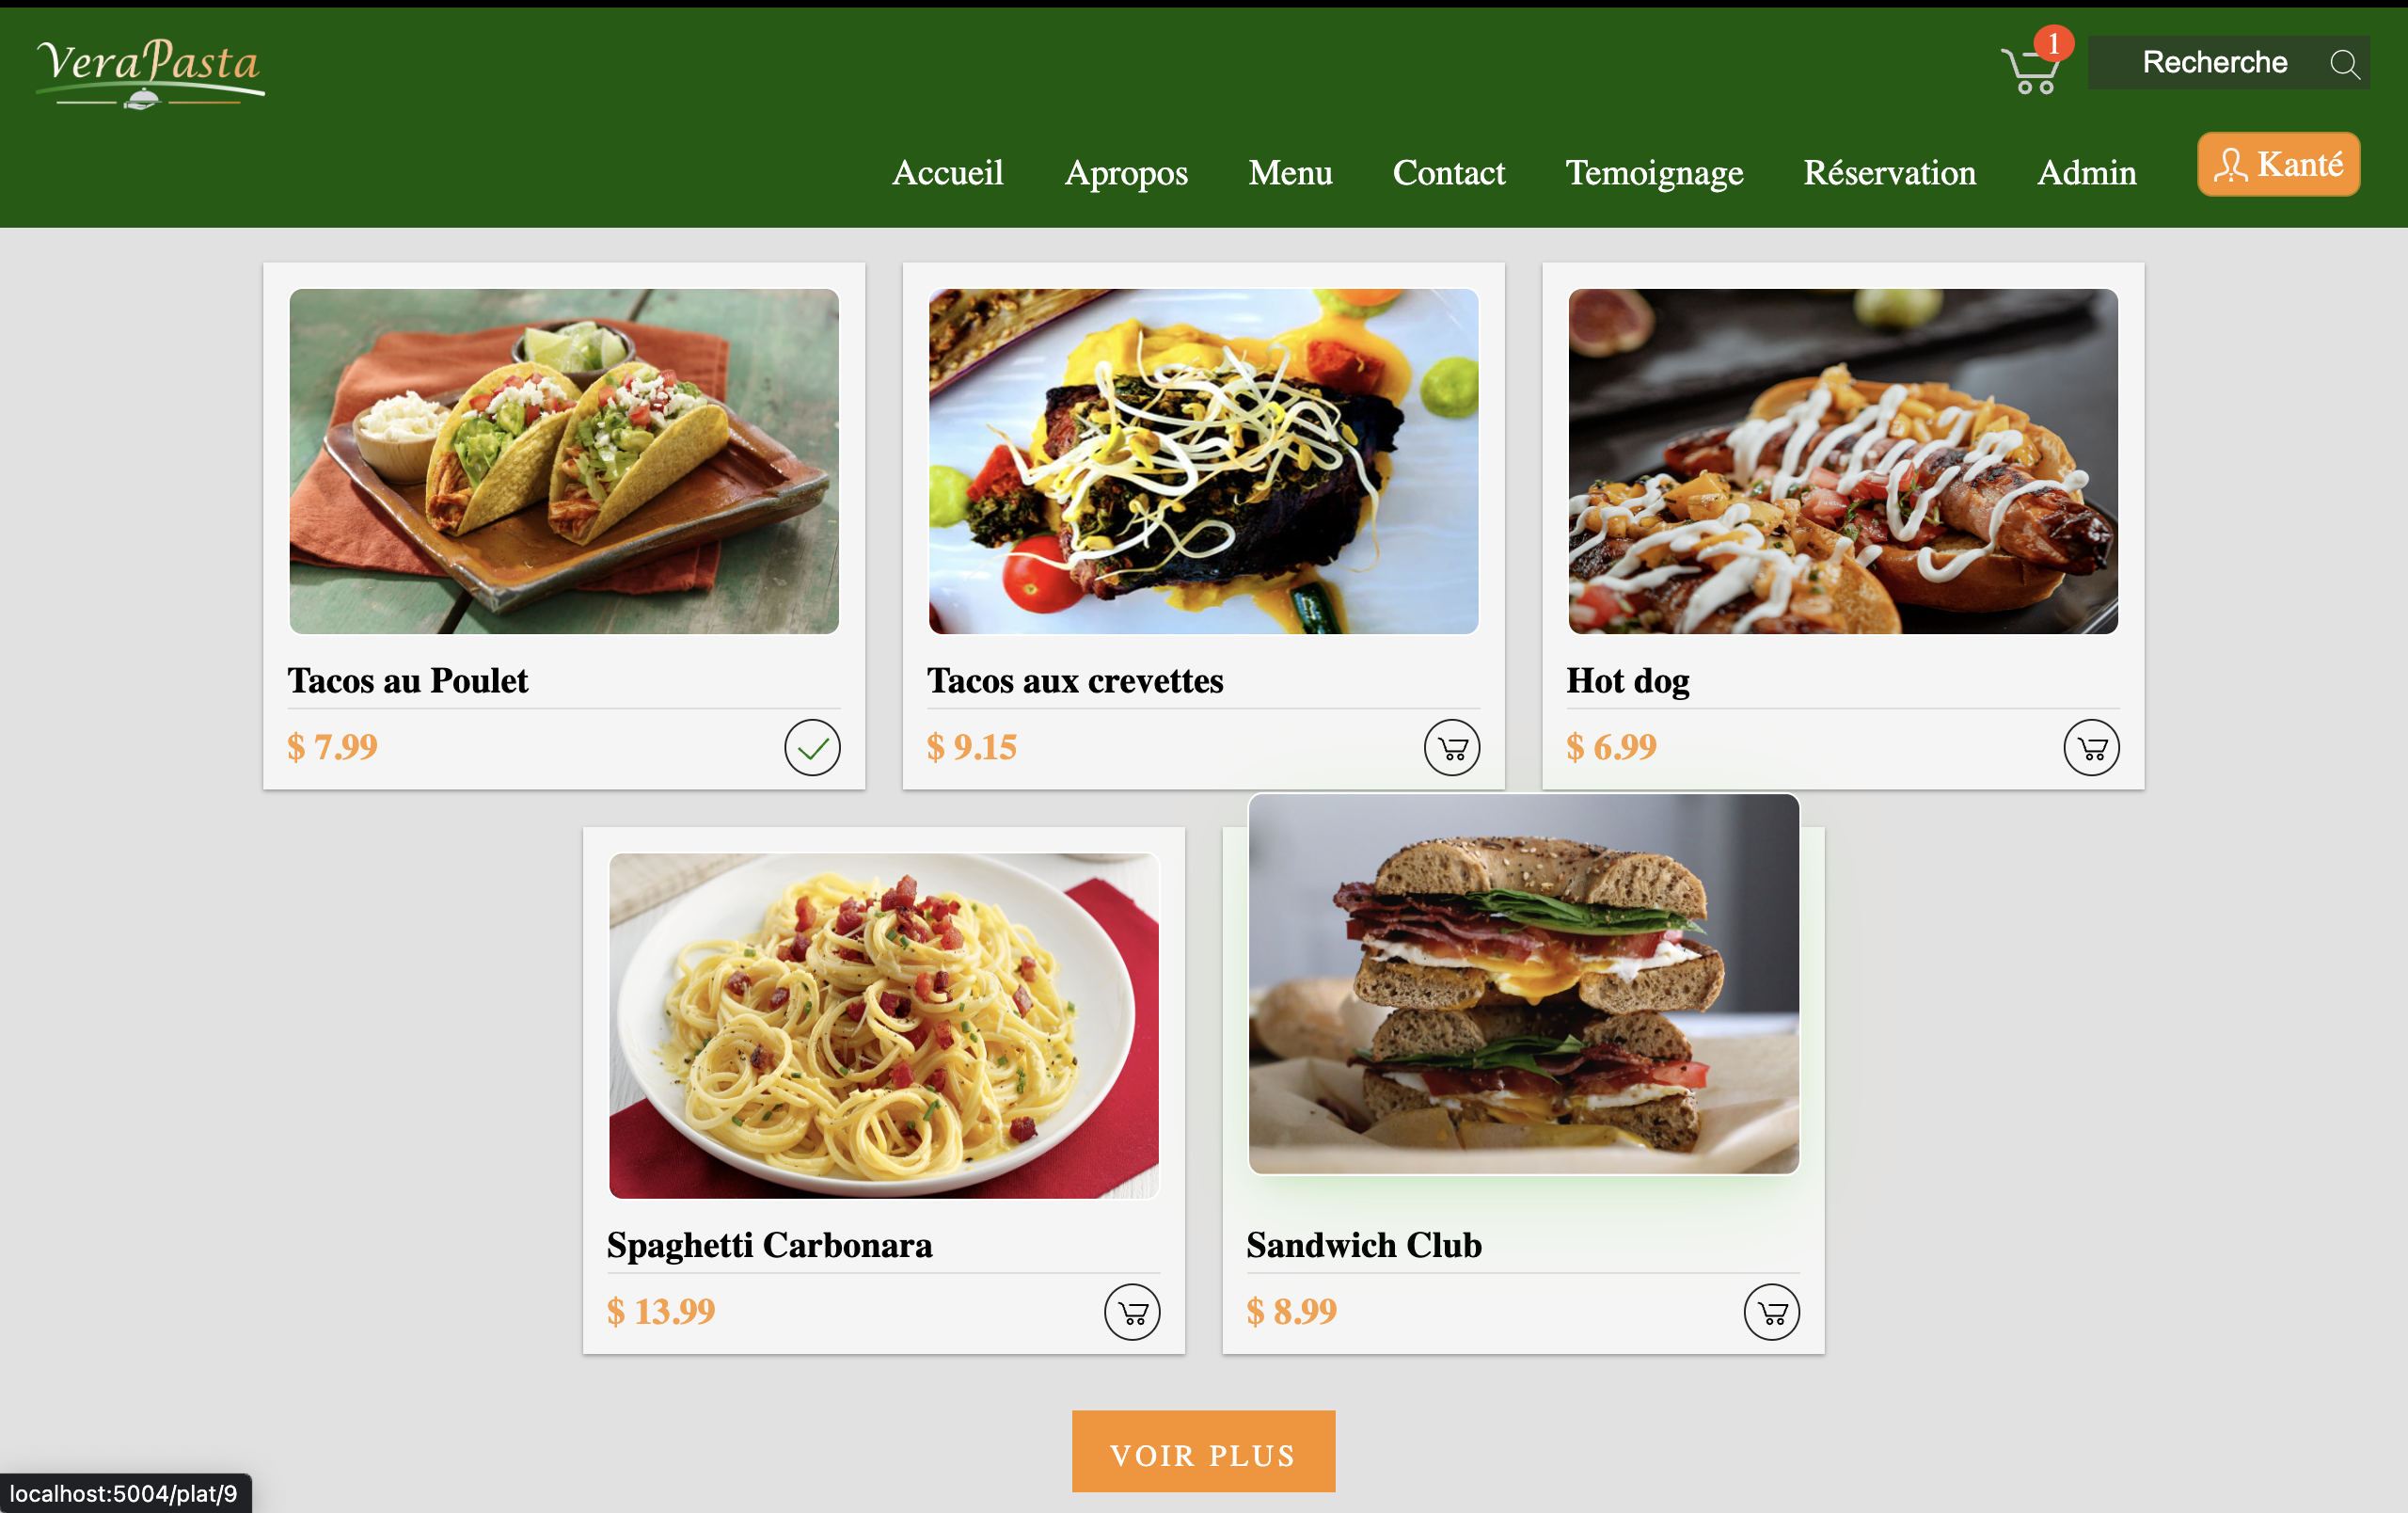 VeraPasta
1
Recherche
Accueil Apropos Menu Contact Temoignage Réservation Admin Kanté
Tacos au Poulet
$ 7.99
Tacos aux crevettes
$ 9.15
Hot dog
$ 6.99
Spaghetti Carbonara
$ 13.99
Sandwich Club
$ 8.99
VOIR PLUS
localhost:5004/plat/9